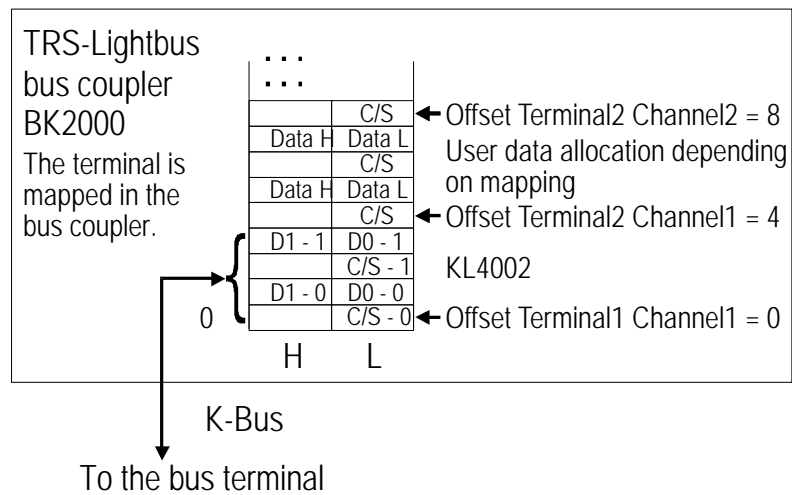 TRS-Lightbus
bus coupler
BK2000
The terminal is
mapped in the
bus coupler.
. . .
. . .
C/S
Offset Terminal2 Channel2 = 8
Data H Data L
User data allocation depending
on mapping
C/S
Data H Data L
C/S
Offset Terminal2 Channel1 = 4
D1 - 1 D0 - 1
C/S - 1
KL4002
D1 - 0 D0 - 0
0
C/S - 0
Offset Terminal1 Channel1 = 0
H L
K-Bus
To the bus terminal